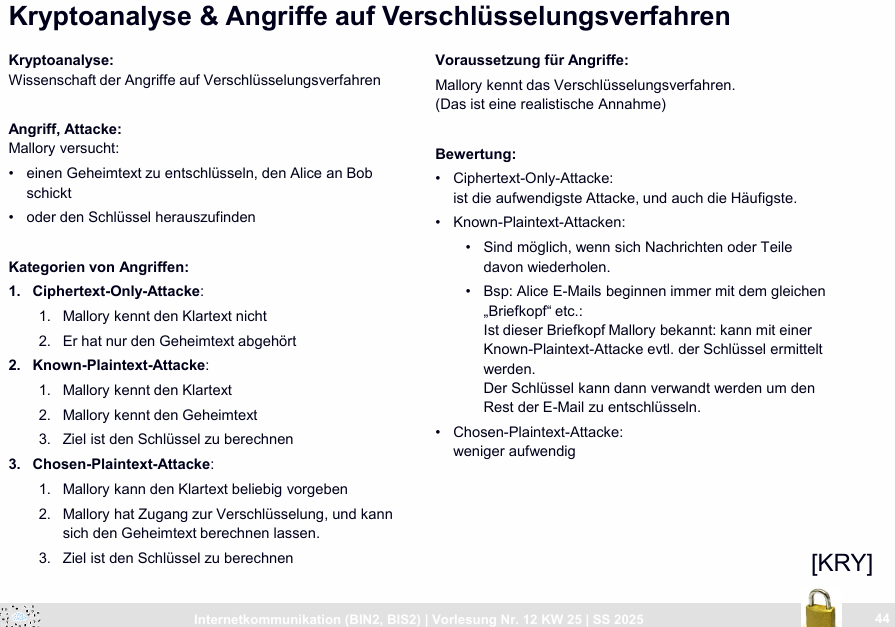 Kryptoanalyse & Angriffe auf Verschlüsselungsverfahren
Kryptoanalyse:
Wissenschaft der Angriffe auf Verschlüsselungsverfahren
Angriff, Attacke:
Mallory versucht:
• einen Geheimtext zu entschlüsseln, den Alice an Bob
schickt
• oder den Schlüssel herauszufinden
Kategorien von Angriffen:
1. Ciphertext-Only-Attacke:
1. Mallory kennt den Klartext nicht
2. Er hat nur den Geheimtext abgehört
2. Known-Plaintext-Attacke:
1. Mallory kennt den Klartext
2. Mallory kennt den Geheimtext
3. Ziel ist den Schlüssel zu berechnen
3. Chosen-Plaintext-Attacke:
1. Mallory kann den Klartext beliebig vorgeben
2. Mallory hat Zugang zur Verschlüsselung, und kann
sich den Geheimtext berechnen lassen.
3. Ziel ist den Schlüssel zu berechnen
Voraussetzung für Angriffe:
Mallory kennt das Verschlüsselungsverfahren.
(Das ist eine realistische Annahme)
Bewertung:
• Ciphertext-Only-Attacke:
ist die aufwendigste Attacke, und auch die Häufigste.
• Known-Plaintext-Attacken:
• Sind möglich, wenn sich Nachrichten oder Teile
davon wiederholen.
• Bsp: Alice E-Mails beginnen immer mit dem gleichen
„Briefkopf“ etc.:
Ist dieser Briefkopf Mallory bekannt: kann mit einer
Known-Plaintext-Attacke evtl. der Schlüssel ermittelt
werden.
Der Schlüssel kann dann verwandt werden um den
Rest der E-Mail zu entschlüsseln.
• Chosen-Plaintext-Attacke:
weniger aufwendig
[KRY]
Internetkommunikation (BIN2, BIS2) | Vorlesung Nr. 12 KW 25 | SS 2025
44